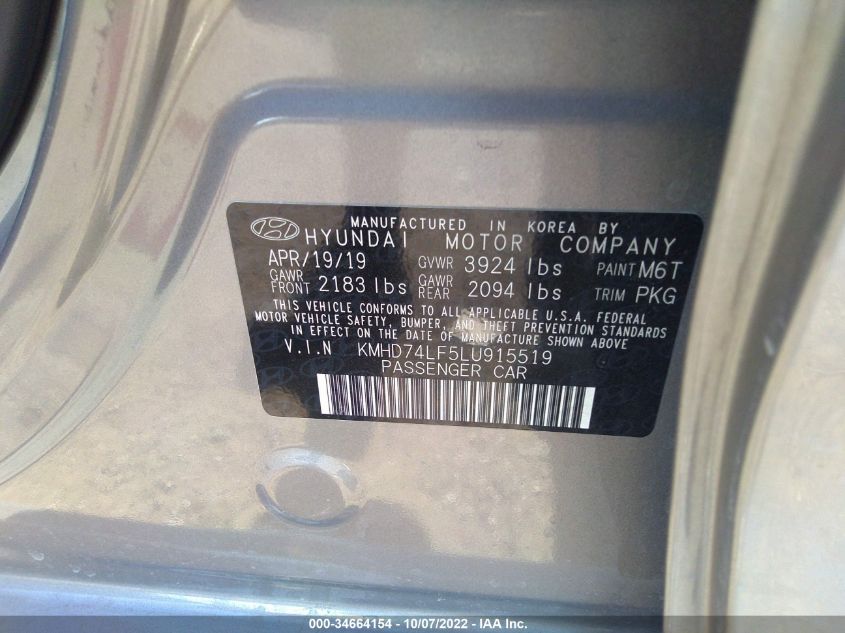 MANUFACTURED IN KOREA BY
HYUNDAI MOTOR COMPANY
APR/19/19 GVWR 3924 lbs PAINT M6T
GAWR FRONT 2183 lbs GAWR REAR 2094 lbs TRIM PKG
THIS VEHICLE CONFORMS TO ALL APPLICABLE U.S.A. FEDERAL
MOTOR VEHICLE SAFETY, BUMPER, AND THEFT PREVENTION STANDARDS
IN EFFECT ON THE DATE OF MANUFACTURE SHOWN ABOVE.
V.I.N KMHD74LF5LU915519
PASSENGER CAR
000-34664154 - 10/07/2022 - IAA Inc.